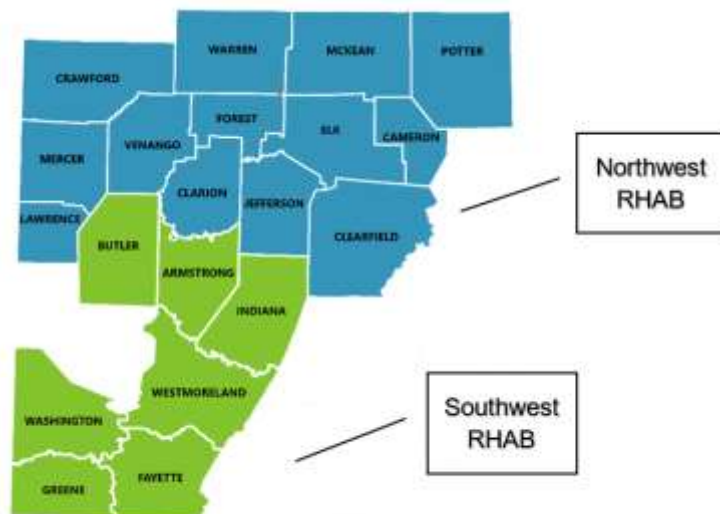 WARREN
MCKEAN
POTTER
CRAWFORD
FOREST
ELK
CAMERON
VENANGO
MERCER
CLARION
JEFFERSON
Northwest
RHAB
LAWRENCE
CLEARFIELD
BUTLER
ARMSTRONG
INDIANA
WESTMORELAND
Southwest
RHAB
WASHINGTON
FAYETTE
GREENE